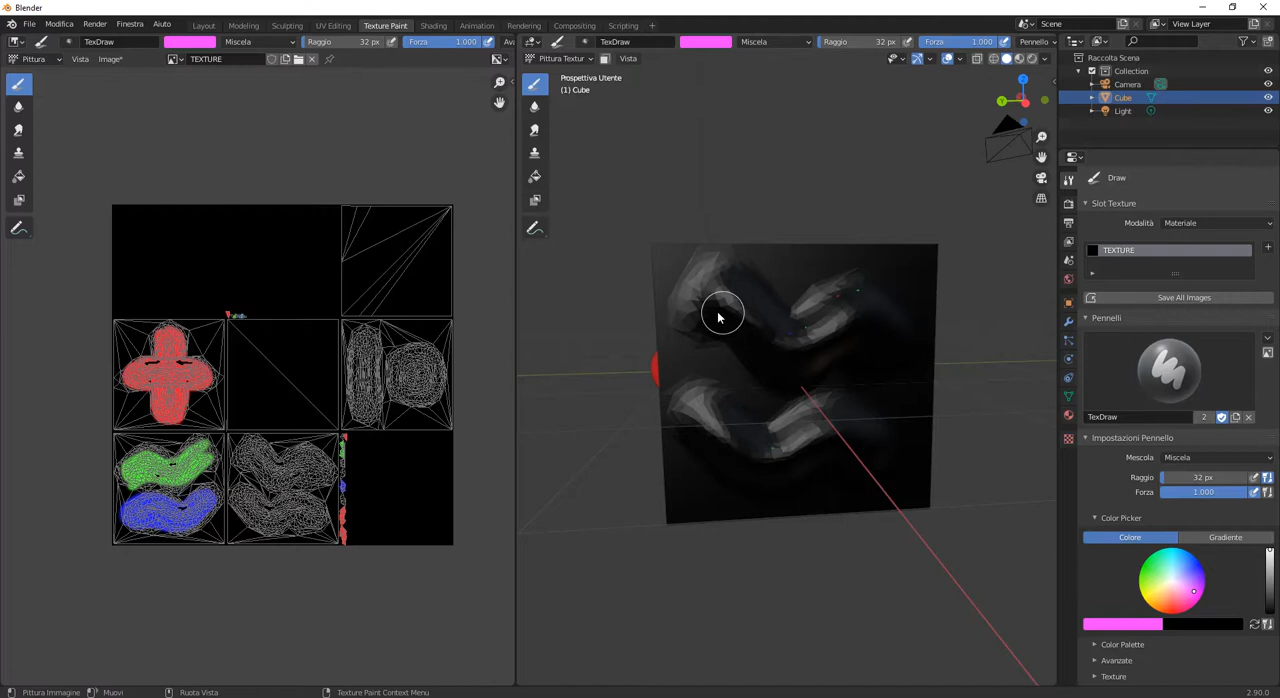 Blender
File Modifica Render Finestra Aiuto
Layout Modeling Sculpting UV Editing Texture Paint Shading Animation Rendering Compositing Scripting +
Scene
View Layer
TexDraw Miscela Raggio 32 px Forza 1.000
TexDraw Miscela Raggio 32 px Forza 1.000 Pennello
Pittura Vista Image* TEXTURE
Pittura Textur Vista
Prospettiva Utente
(1) Cube
Raccolta Scena
Collection
Camera
Cube
Light
Draw
Slot Texture
Modalità Materiale
TEXTURE
Save All Images
Pennelli
TexDraw 2
Impostazioni Pennello
Mescola Miscela
Raggio 32 px
Forza 1.000
Color Picker
Colore Gradiente
Color Palette
Avanzate
Texture
Pittura Immagine Muovi Ruota Vista Texture Paint Context Menu 2.90.0